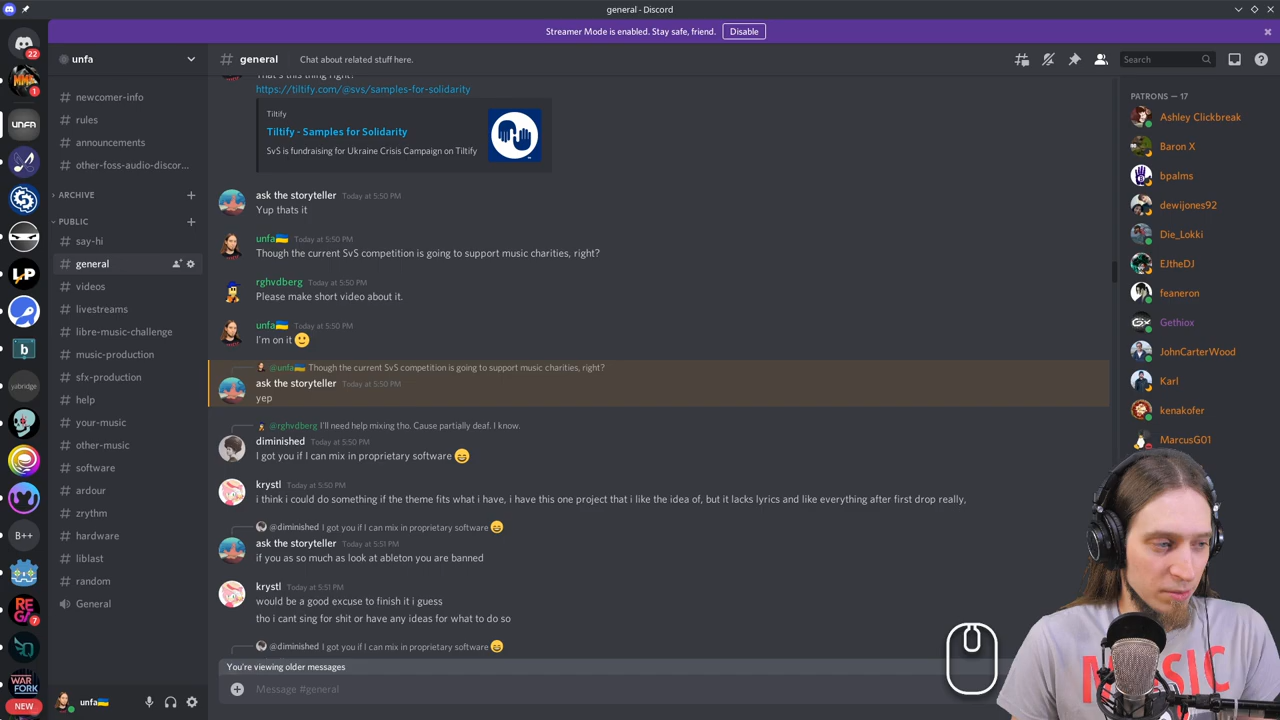 general - Discord
Streamer Mode is enabled. Stay safe, friend. Disable
22
MMS
1
UNFA
LP
b
yabridge
B++
REGA
7
WAR
FORK
NEW
unfa
newcomer-info
rules
announcements
other-foss-audio-discor...
ARCHIVE
PUBLIC
say-hi
general
videos
livestreams
libre-music-challenge
music-production
sfx-production
help
your-music
other-music
software
ardour
zrythm
hardware
liblast
random
General
unfa🇺🇦
general Chat about related stuff here.
Search
That's this thing right?
https://tiltify.com/@svs/samples-for-solidarity
Tiltify
Tiltify - Samples for Solidarity
SvS is fundraising for Ukraine Crisis Campaign on Tiltify
ask the storyteller Today at 5:50 PM
Yup thats it
unfa🇺🇦 Today at 5:50 PM
Though the current SvS competition is going to support music charities, right?
rghvdberg Today at 5:50 PM
Please make short video about it.
unfa🇺🇦 Today at 5:50 PM
I'm on it 🙂
@unfa🇺🇦 Though the current SvS competition is going to support music charities, right?
ask the storyteller Today at 5:50 PM
yep
@rghvdberg I'll need help mixing tho. Cause partially deaf. I know.
diminished Today at 5:50 PM
I got you if I can mix in proprietary software 😄
krystl Today at 5:50 PM
i think i could do something if the theme fits what i have, i have this one project that i like the idea of, but it lacks lyrics and like everything after first drop really,
@diminished I got you if I can mix in proprietary software 😄
ask the storyteller Today at 5:51 PM
if you as so much as look at ableton you are banned
krystl Today at 5:51 PM
would be a good excuse to finish it i guess
tho i cant sing for shit or have any ideas for what to do so
@diminished I got you if I can mix in proprietary software 😄
You're viewing older messages
Message #general
PATRONS — 17
Ashley Clickbreak
Baron X
bpalms
dewijones92
Die_Lokki
EJtheDJ
feaneron
Gethiox
JohnCarterWood
Karl
kenakofer
MarcusG01
MUSIC